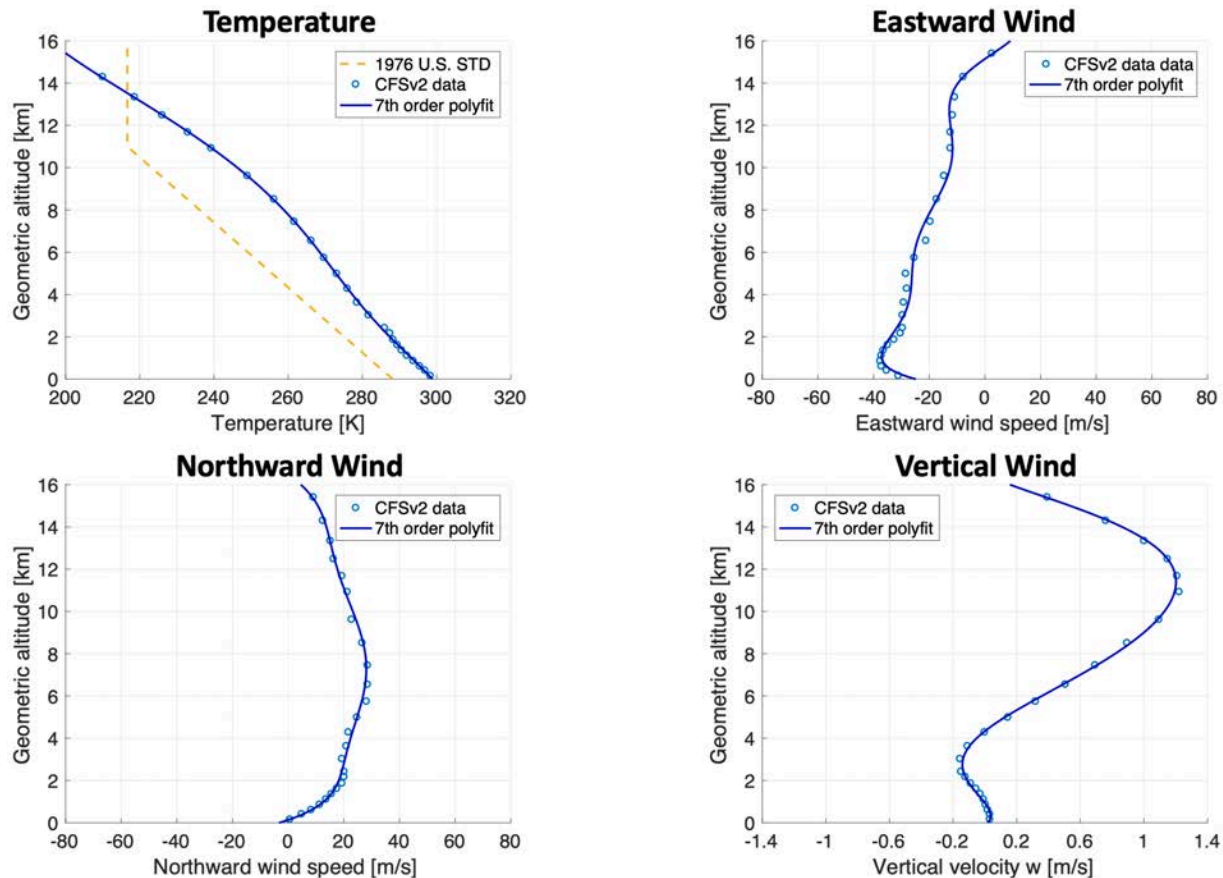 Temperature
16
14
12
10
8
6
4
2
0
Geometric altitude [km]
1976 U.S. STD
CFSv2 data
7th order polyfit
200 220 240 260 280 300 320
Temperature [K]
Eastward Wind
16
14
12
10
8
6
4
2
0
Geometric altitude [km]
CFSv2 data data
7th order polyfit
-80 -60 -40 -20 0 20 40 60 80
Eastward wind speed [m/s]
Northward Wind
16
14
12
10
8
6
4
2
0
Geometric altitude [km]
CFSv2 data
7th order polyfit
-80 -60 -40 -20 0 20 40 60 80
Northward wind speed [m/s]
Vertical Wind
16
14
12
10
8
6
4
2
0
Geometric altitude [km]
CFSv2 data
7th order polyfit
-1.4 -1 -0.6 -0.2 0.2 0.6 1 1.4
Vertical velocity w [m/s]